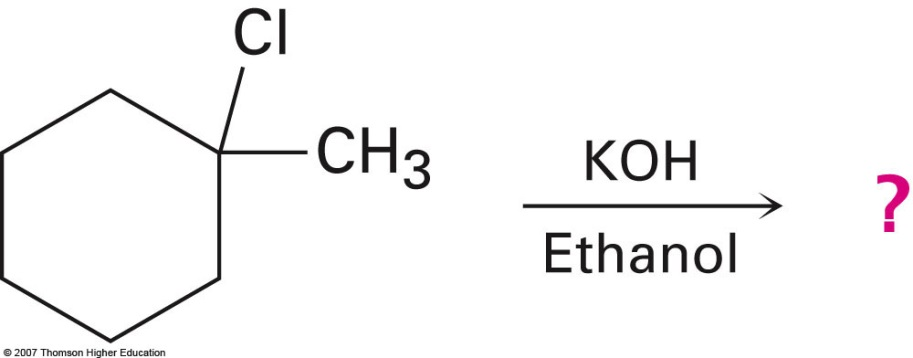 Cl
CH₃
KOH
Ethanol
?
© 2007 Thomson Higher Education